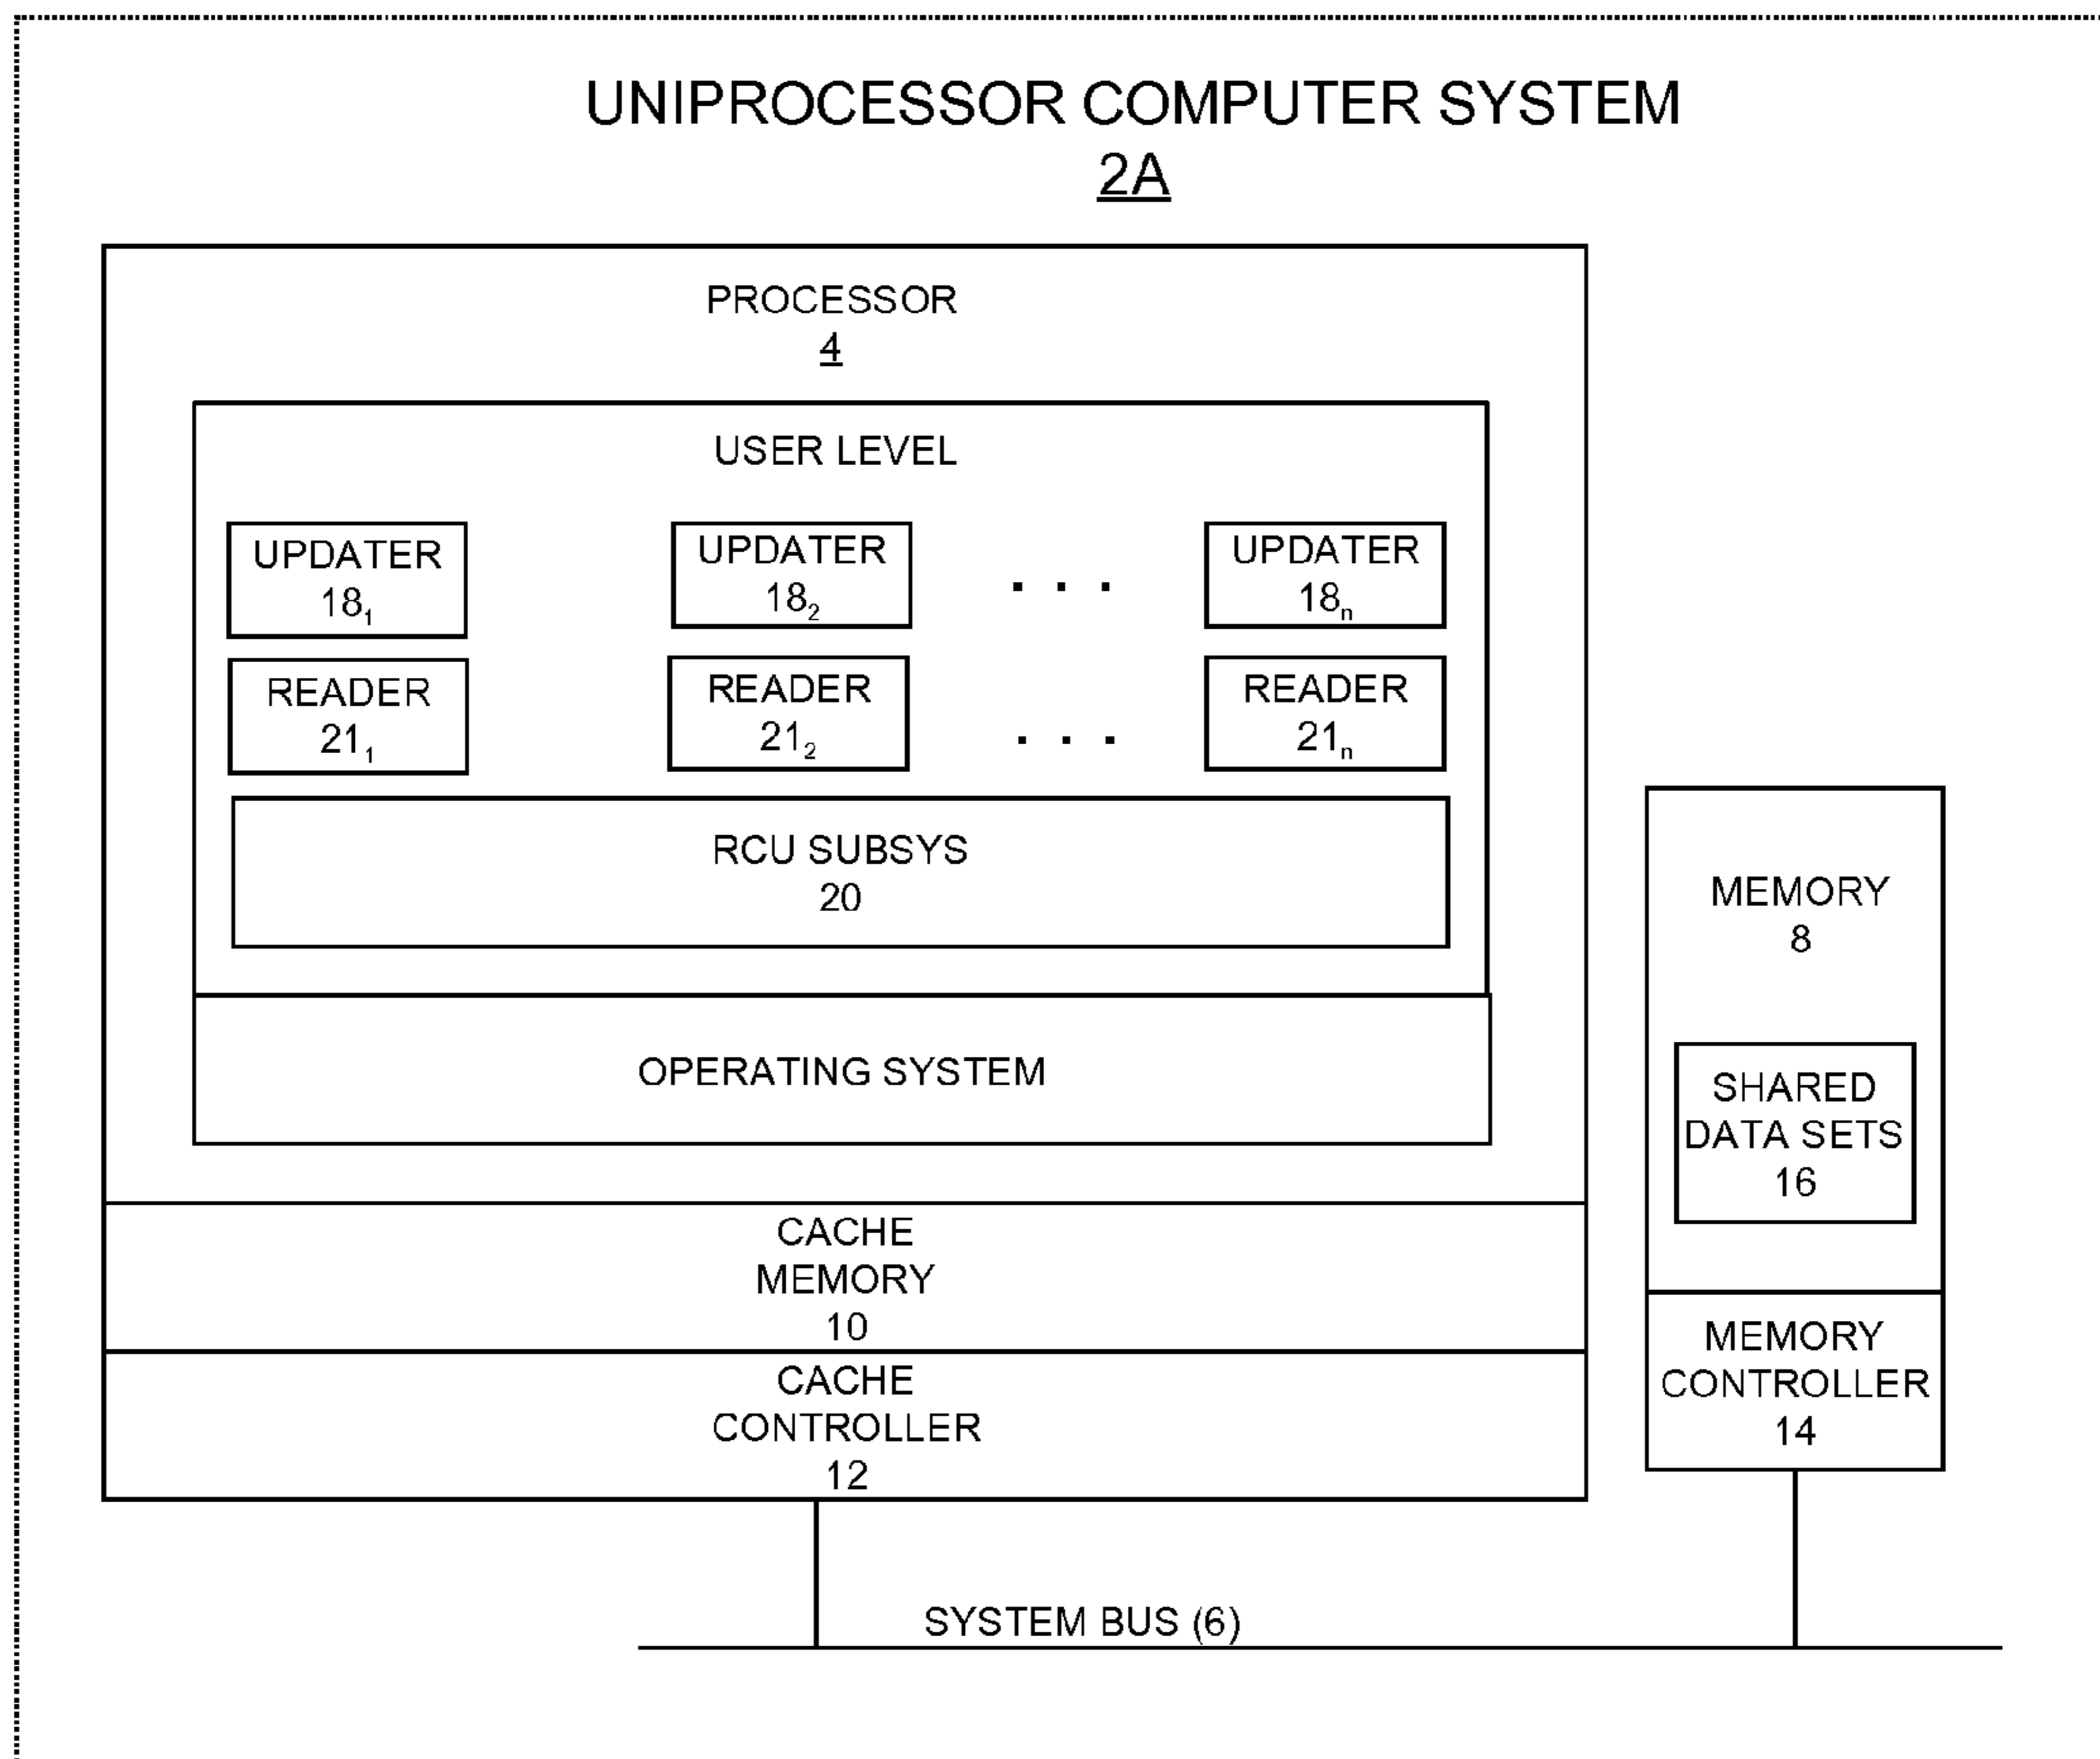 UNIPROCESSOR COMPUTER SYSTEM
2A
PROCESSOR
4
USER LEVEL
UPDATER
18₁
UPDATER
18₂
. . .
UPDATER
18ₙ
READER
21₁
READER
21₂
. . .
READER
21ₙ
RCU SUBSYS
20
OPERATING SYSTEM
CACHE
MEMORY
10
CACHE
CONTROLLER
12
MEMORY
8
SHARED
DATA SETS
16
MEMORY
CONTROLLER
14
SYSTEM BUS (6)